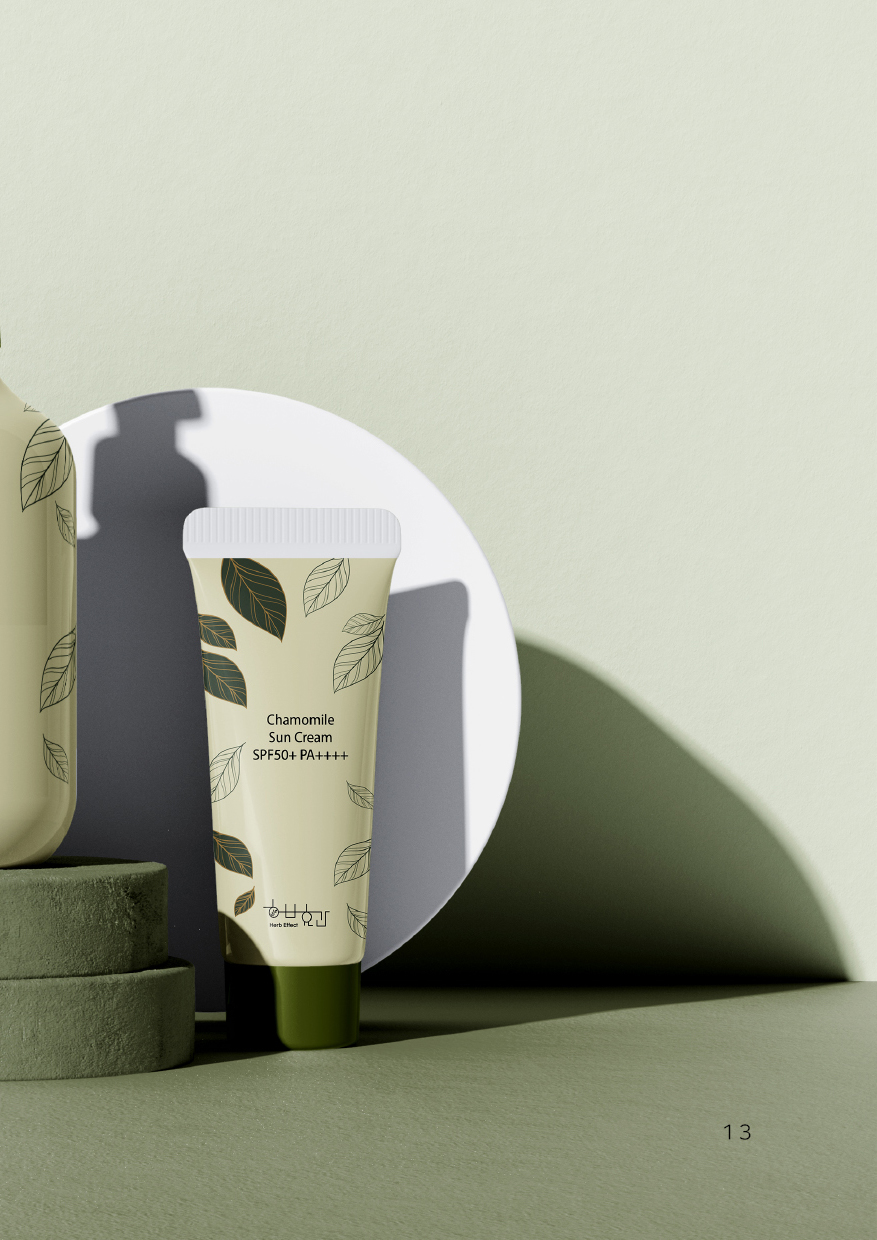 Chamomile
Sun Cream
SPF50+ PA++++
허브효과
Herb Effect
13